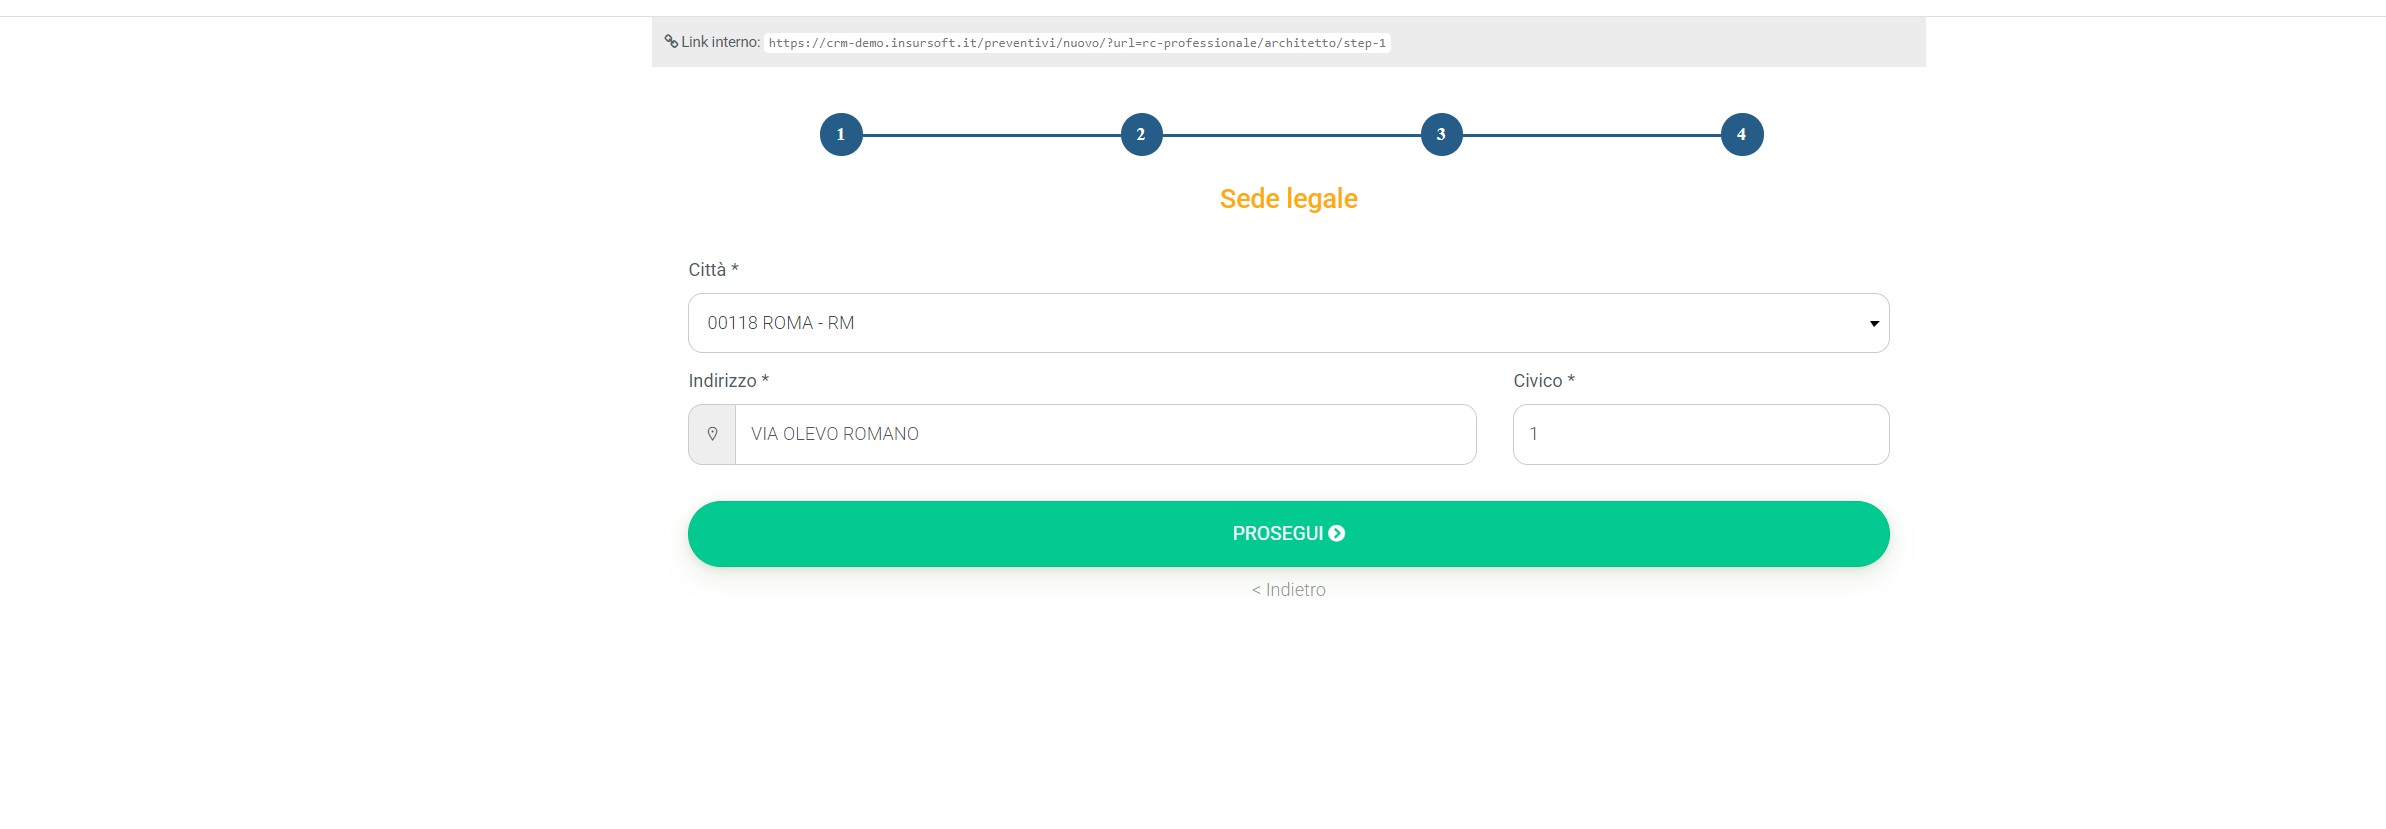 Link interno: https://crm-demo.insursoft.it/preventivi/nuovo/?url=rc-professionale/architetto/step-1
1 2 3 4
Sede legale
Città *
00118 ROMA - RM
Indirizzo * Civico *
VIA OLEVO ROMANO 1
PROSEGUI
< Indietro